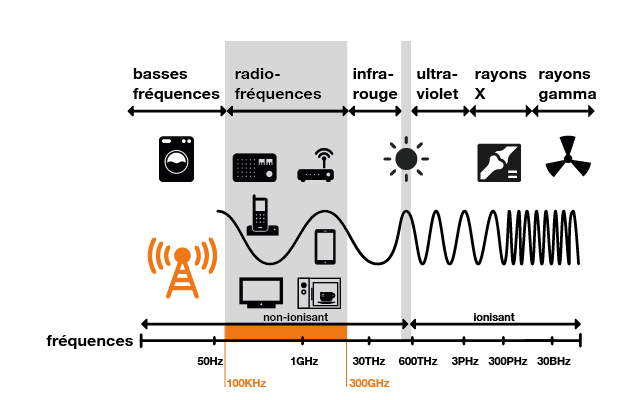 basses
fréquences
radio-
fréquences
infra-
rouge
ultra-
violet
rayons
X
rayons
gamma
non-ionisant
ionisant
fréquences
50Hz
1GHz
30THz
600THz
3PHz
300PHz
30BHz
100KHz
300GHz